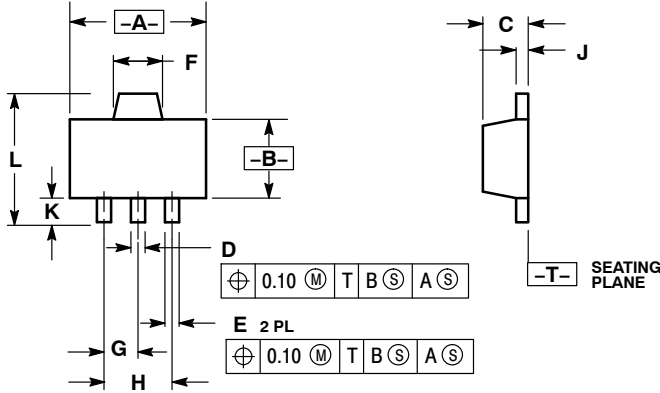 –A–
C
F
J
L
–B–
K
D
⌖ 0.10 Ⓜ T B Ⓢ A Ⓢ
–T– SEATING PLANE
E 2 PL
G
⌖ 0.10 Ⓜ T B Ⓢ A Ⓢ
H